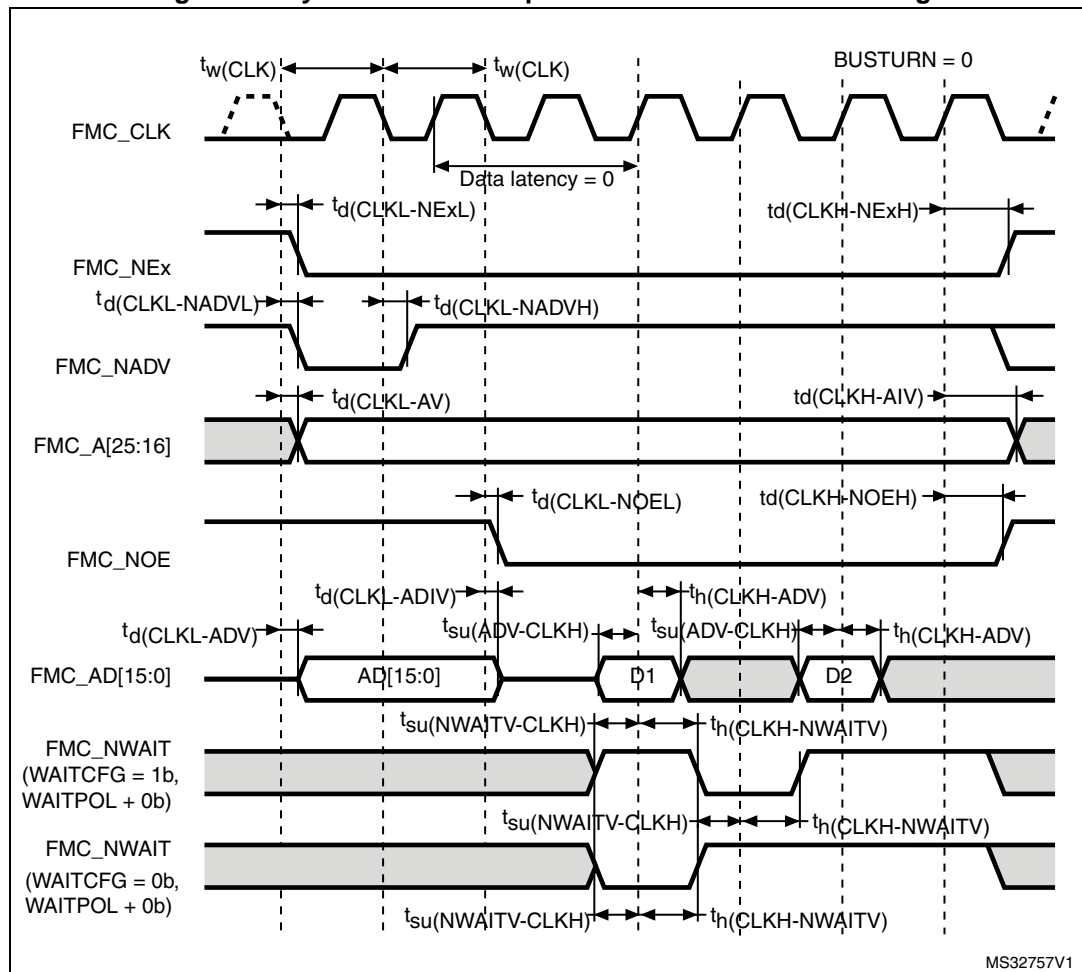 tw(CLK) tw(CLK) BUSTURN = 0
FMC_CLK
Data latency = 0
td(CLKL-NExL) td(CLKH-NExH)
FMC_NEx
td(CLKL-NADVL) td(CLKL-NADVH)
FMC_NADV
td(CLKL-AV) td(CLKH-AIV)
FMC_A[25:16]
td(CLKL-NOEL) td(CLKH-NOEH)
FMC_NOE
td(CLKL-ADIV) th(CLKH-ADV)
td(CLKL-ADV) tsu(ADV-CLKH) tsu(ADV-CLKH) th(CLKH-ADV)
FMC_AD[15:0] AD[15:0] D1 D2
tsu(NWAITV-CLKH) th(CLKH-NWAITV)
FMC_NWAIT
(WAITCFG = 1b,
WAITPOL + 0b)
tsu(NWAITV-CLKH) th(CLKH-NWAITV)
FMC_NWAIT
(WAITCFG = 0b,
WAITPOL + 0b)
tsu(NWAITV-CLKH) th(CLKH-NWAITV)
MS32757V1